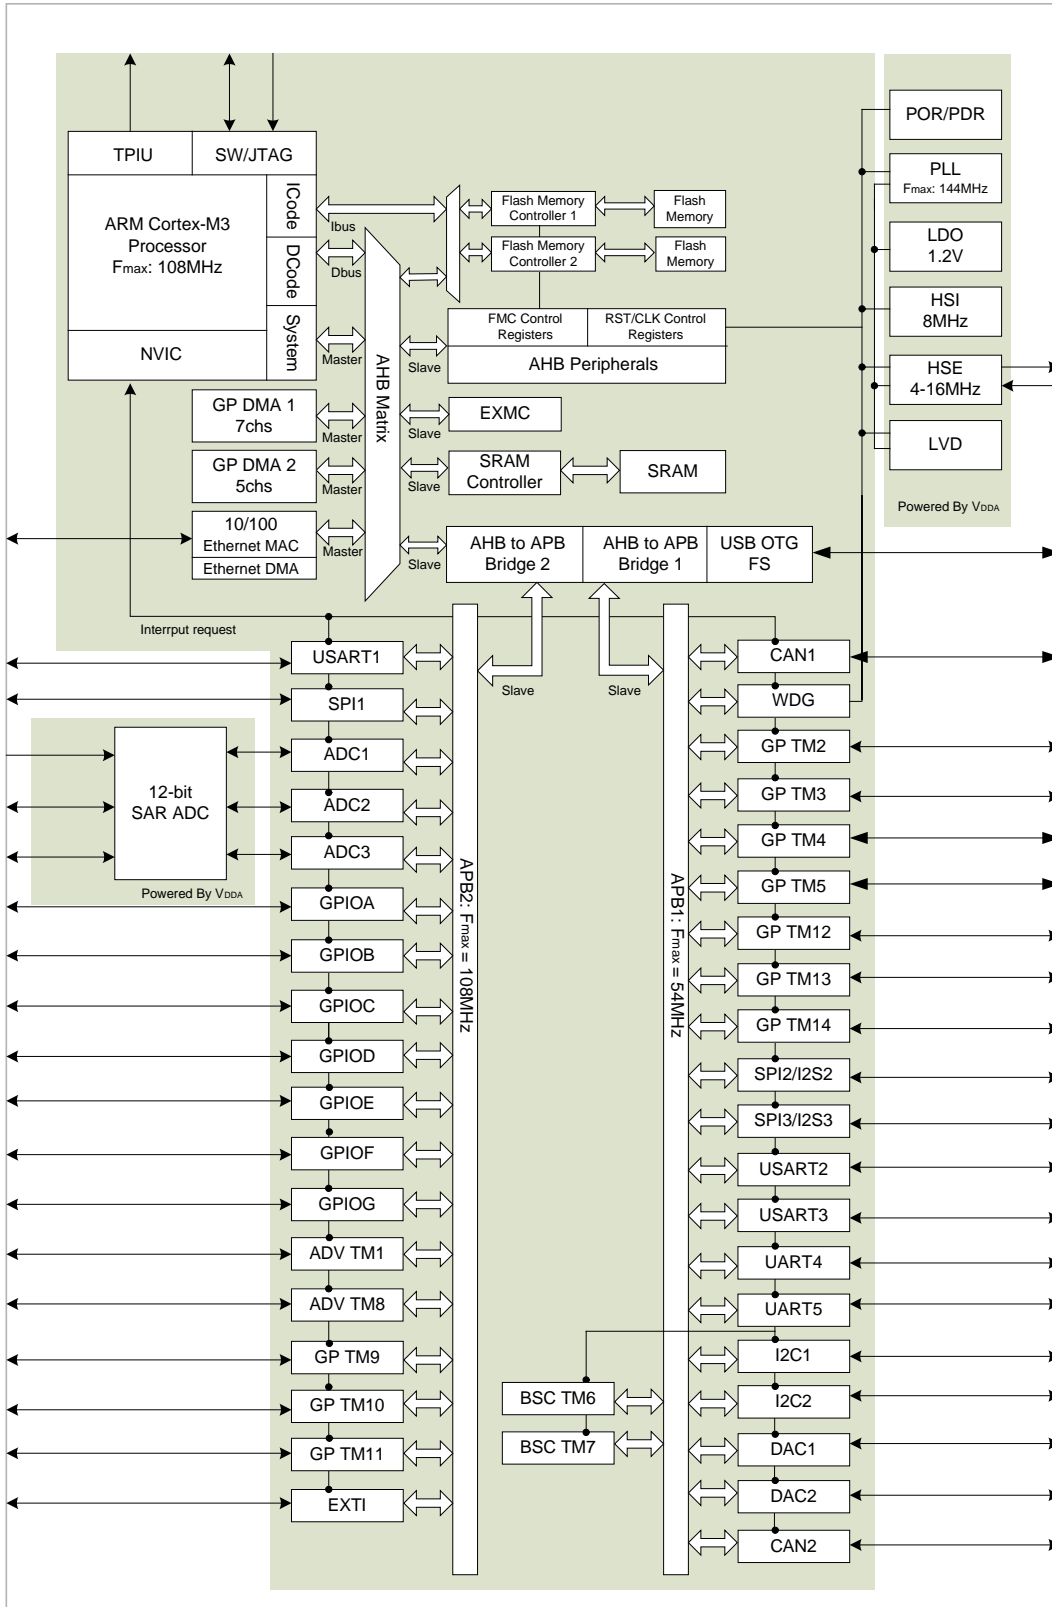 TPIU
SW/JTAG
ARM Cortex-M3
Processor
Fmax: 108MHz
ICode
DCode
System
NVIC
Ibus
Dbus
Master
Slave
AHB Matrix
Flash Memory
Controller 1
Flash
Memory
Flash Memory
Controller 2
Flash
Memory
FMC Control
Registers
RST/CLK Control
Registers
AHB Peripherals
GP DMA 1
7chs
Master
Slave
EXMC
GP DMA 2
5chs
Master
Slave
SRAM
Controller
SRAM
10/100
Ethernet MAC
Ethernet DMA
Master
Slave
AHB to APB
Bridge 2
AHB to APB
Bridge 1
USB OTG
FS
POR/PDR
PLL
Fmax: 144MHz
LDO
1.2V
HSI
8MHz
HSE
4-16MHz
LVD
Powered By VDDA
Interrput request
Slave
Slave
USART1
SPI1
ADC1
ADC2
ADC3
12-bit
SAR ADC
Powered By VDDA
GPIOA
GPIOB
GPIOC
GPIOD
GPIOE
GPIOF
GPIOG
ADV TM1
ADV TM8
GP TM9
GP TM10
GP TM11
EXTI
APB2: Fmax = 108MHz
APB1: Fmax = 54MHz
BSC TM6
BSC TM7
CAN1
WDG
GP TM2
GP TM3
GP TM4
GP TM5
GP TM12
GP TM13
GP TM14
SPI2/I2S2
SPI3/I2S3
USART2
USART3
UART4
UART5
I2C1
I2C2
DAC1
DAC2
CAN2